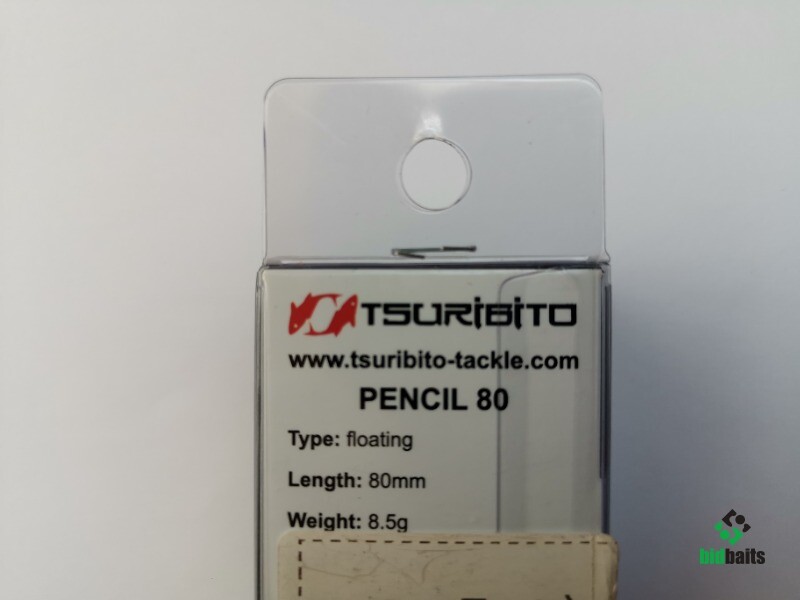 TSURIBITO
www.tsuribito-tackle.com
PENCIL 80
Type: floating
Length: 80mm
Weight: 8.5g
bidbaits